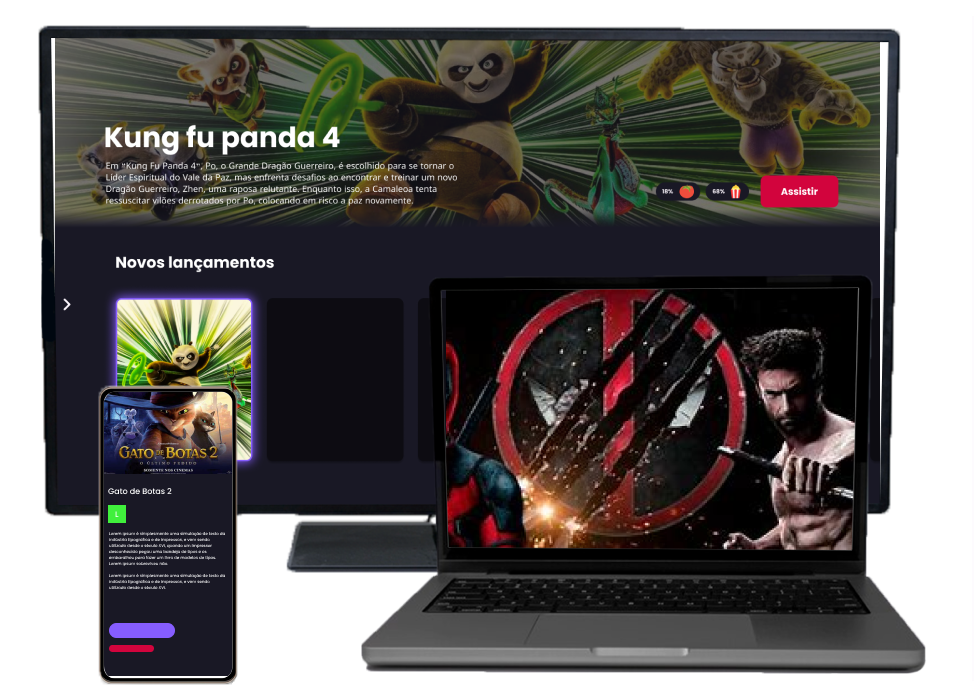 Kung fu panda 4
Em "Kung Fu Panda 4", Po, o Grande Dragão Guerreiro, é escolhido para se tornar o
Líder Espiritual do Vale da Paz, mas enfrenta desafios ao encontrar e treinar um novo
Dragão Guerreiro, Zhen, uma raposa relutante. Enquanto isso, a Camaleoa tenta
ressuscitar vilões derrotados por Po, colocando em risco a paz novamente.
18%
68%
Assistir
Novos lançamentos
GATO DE BOTAS 2
O ÚLTIMO PEDIDO
SOMENTE NOS CINEMAS
Gato de Botas 2
L
Lorem Ipsum é simplesmente uma simulação de texto da
indústria tipográfica e de impressos, e vem sendo
utilizado desde o século XVI, quando um impressor
desconhecido pegou uma bandeja de tipos e os
embaralhou para fazer um livro de modelos de tipos.
Lorem Ipsum sobreviveu não
Lorem Ipsum é simplesmente uma simulação de texto da
indústria tipográfica e de impressos, e vem sendo
utilizado desde o século XVI,